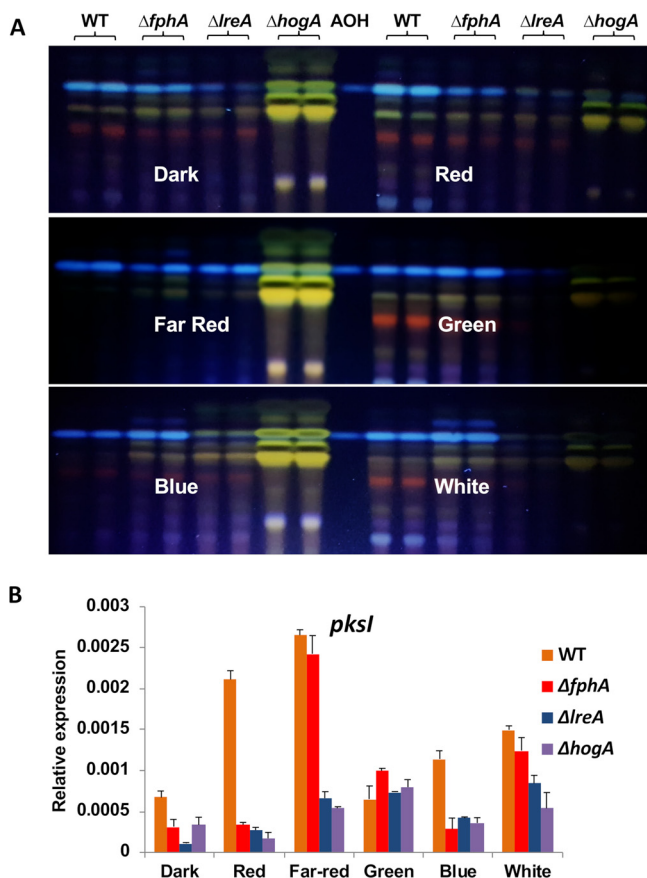 A
WT ΔfphA ΔlreA ΔhogA AOH WT ΔfphA ΔlreA ΔhogA
Dark Red
Far Red Green
Blue White
B
pksI
0.003
0.0025
0.002
0.0015
0.001
0.0005
0
Relative expression
WT
ΔfphA
ΔlreA
ΔhogA
Dark Red Far-red Green Blue White